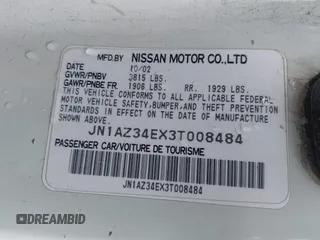 MFD.BY NISSAN MOTOR CO.,LTD
DATE 10/02
GVWR/PNBV 3815 LBS.
GAWR/PNBE FR. 1906 LBS. RR. 1929 LBS.
THIS VEHICLE CONFORMS TO ALL APPLICABLE FEDERAL
MOTOR VEHICLE SAFETY,BUMPER,AND THEFT PREVENTION
STANDARDS IN EFFECT ON THE DATE OF MANUFACTURE
SHOWN ABOVE.
JN1AZ34EX3T008484
PASSENGER CAR/VOITURE DE TOURISME
JN1AZ34EX3T008484
DREAMBID